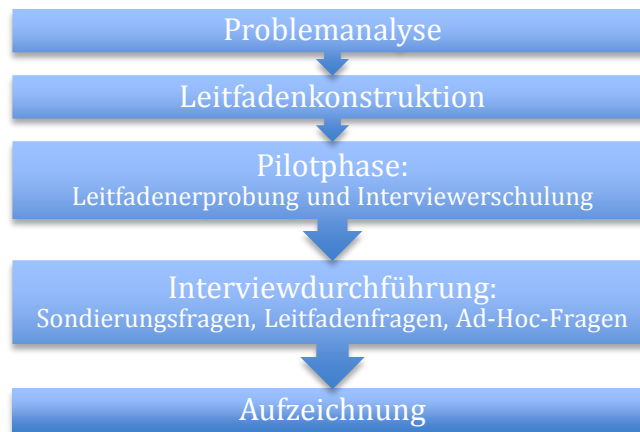 Problemanalyse
Leitfadenkonstruktion
Pilotphase:
Leitfadenerprobung und Interviewerschulung
Interviewdurchführung:
Sondierungsfragen, Leitfadenfragen, Ad-Hoc-Fragen
Aufzeichnung